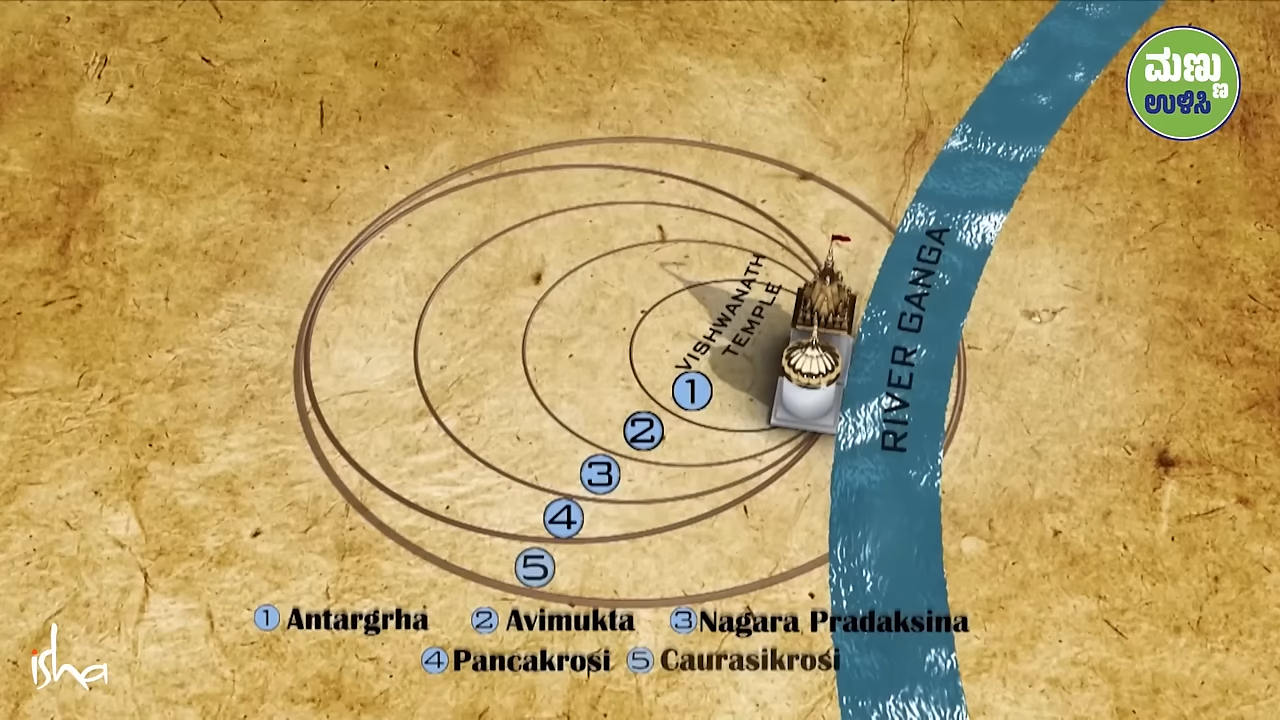 ಮಣ್ಣು
ಉಳಿಸಿ
RIVER GANGA
VISHWANATH
TEMPLE
1
2
3
4
5
1 Antargrha 2 Avimukta 3 Nagara Pradaksina
4 Pancakrosi 5 Caurasikrosi
isha